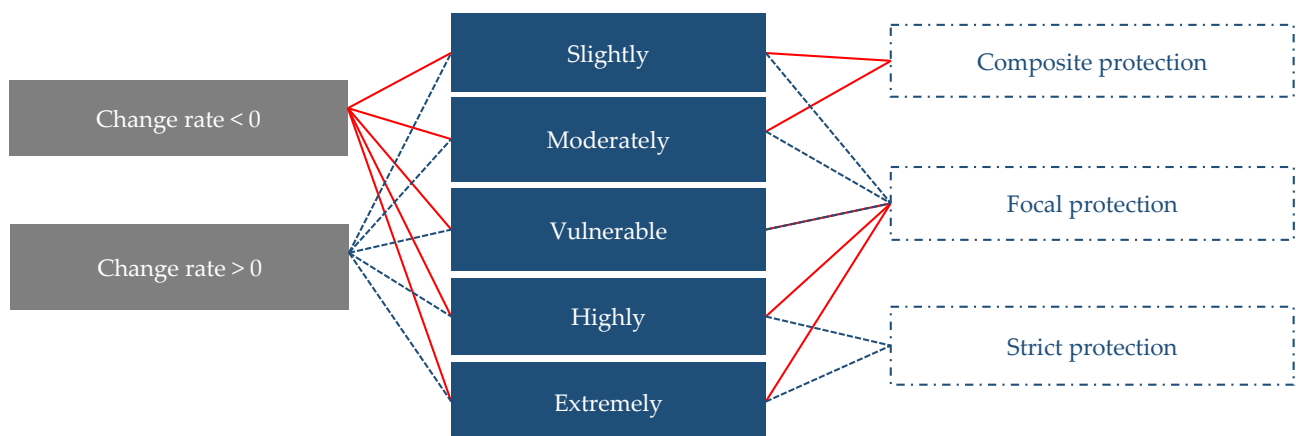 Change rate < 0
Change rate > 0
Slightly
Moderately
Vulnerable
Highly
Extremely
Composite protection
Focal protection
Strict protection